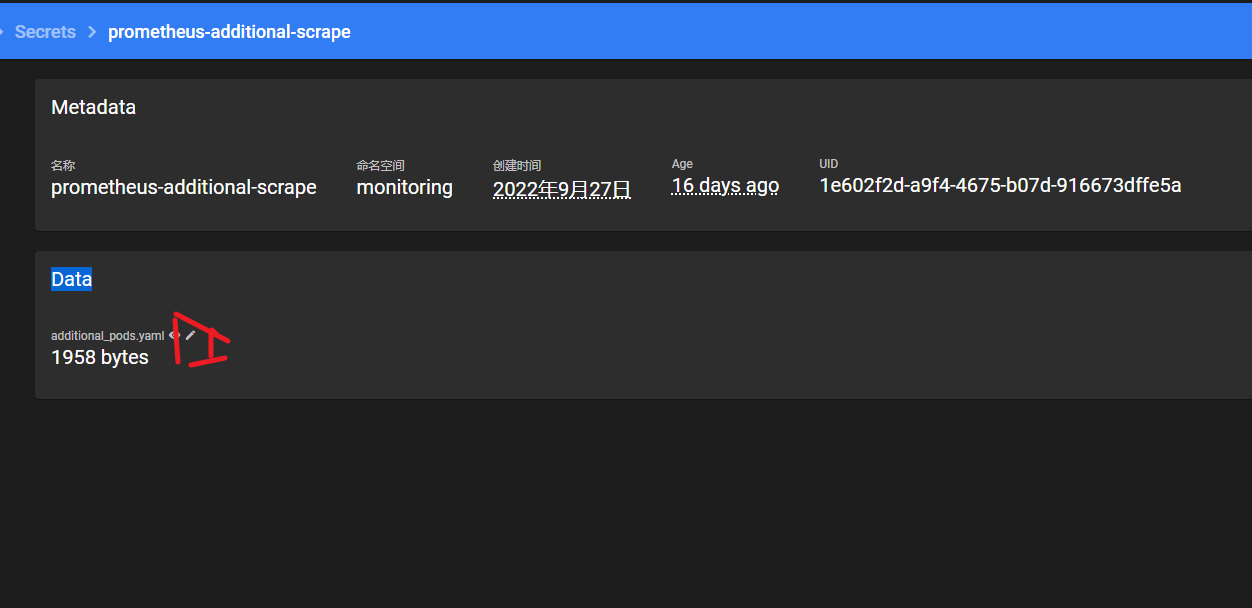 Secrets > prometheus-additional-scrape
Metadata
名称 命名空间 创建时间 Age UID
prometheus-additional-scrape monitoring 2022年9月27日 16 days ago 1e602f2d-a9f4-4675-b07d-916673dffe5a
Data
additional_pods.yaml
1958 bytes